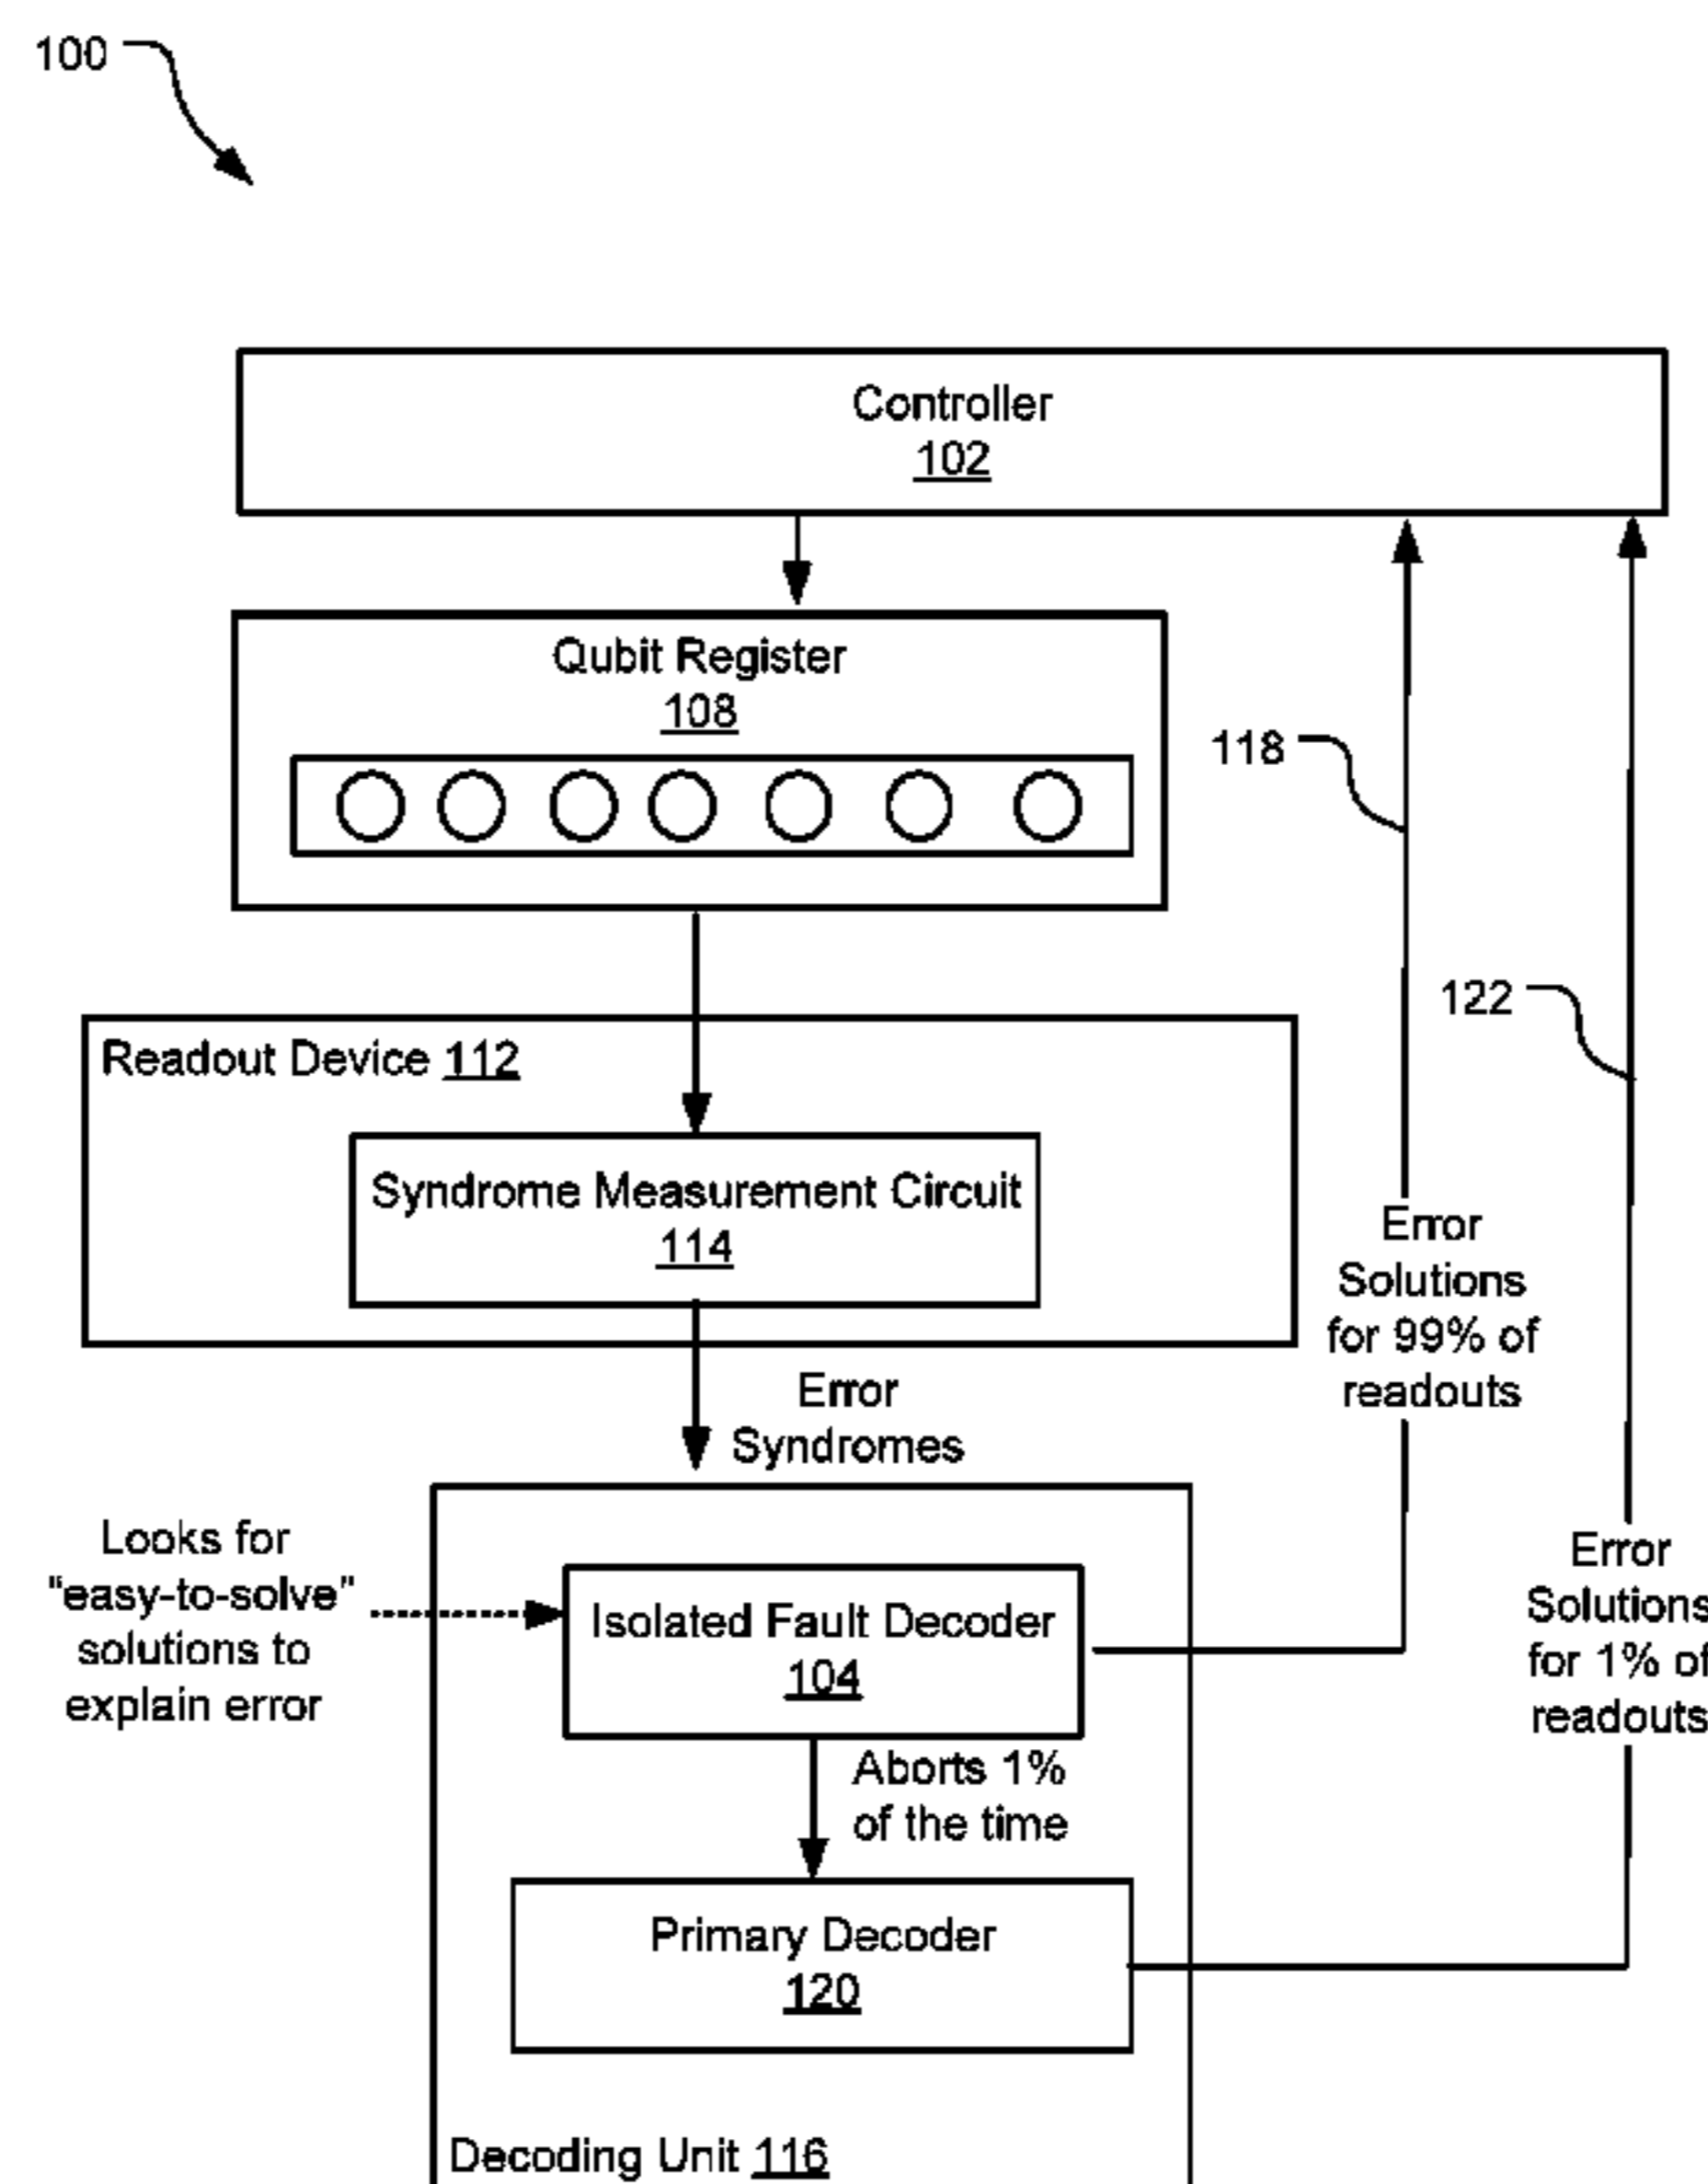 100
Controller
102
Qubit Register
108
118
122
Readout Device 112
Syndrome Measurement Circuit
114
Error
Solutions
for 99% of
readouts
Error
Syndromes
Looks for
"easy-to-solve"
solutions to
explain error
Isolated Fault Decoder
104
Error
Solutions
for 1% of
readouts
Aborts 1%
of the time
Primary Decoder
120
Decoding Unit 116